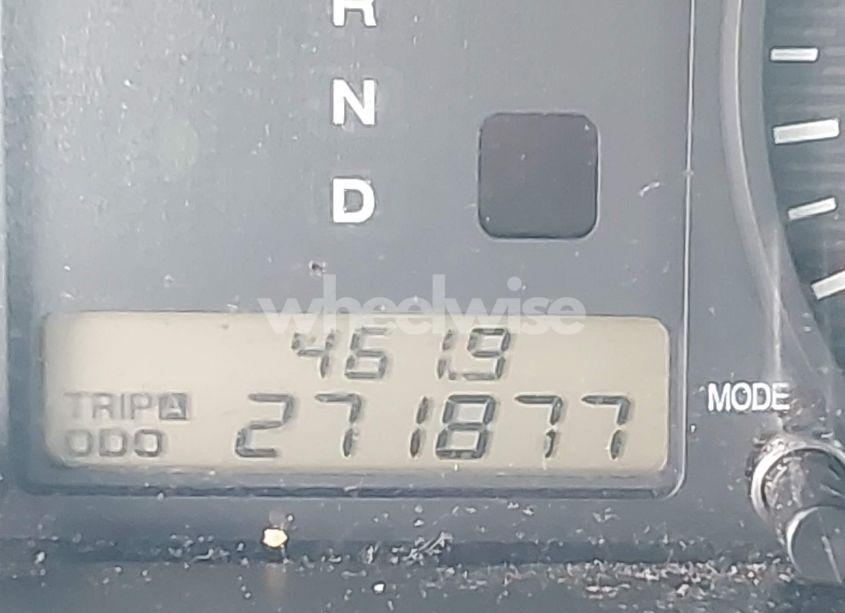 R
N
D
wheelwise
461.9
TRIP A
MODE
ODO 271877